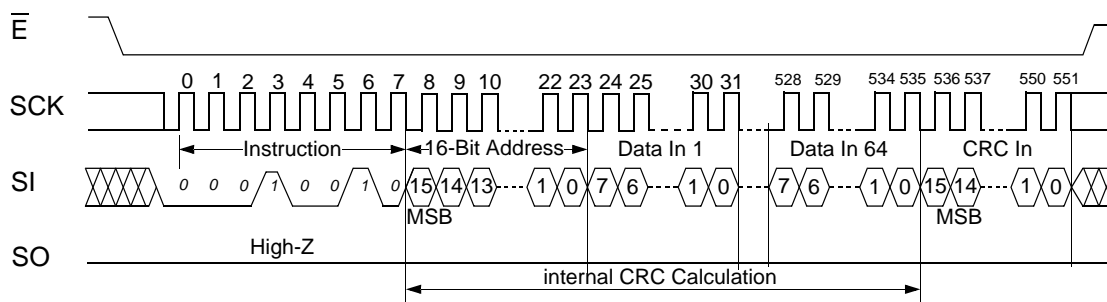 E
0 1 2 3 4 5 6 7 8 9 10 22 23 24 25 30 31 528 529 534 535 536 537 550 551
SCK
Instruction 16-Bit Address Data In 1 Data In 64 CRC In
SI 0 0 0 1 0 0 1 0 15 14 13 1 0 7 6 1 0 7 6 1 0 15 14 1 0
MSB MSB
High-Z
SO
internal CRC Calculation